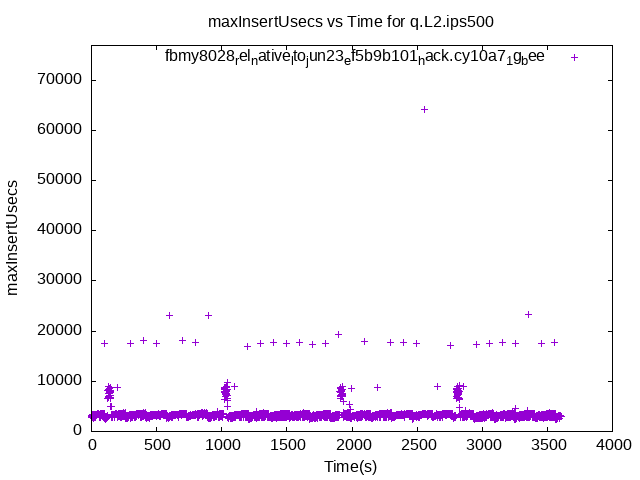 maxInsertUsecs vs Time for q.L2.ips500
fbmy8028relnativeltojun23ef5b9b101hack.cy10a71gbee
70000
60000
50000
40000
30000
20000
10000
0
maxInsertUsecs
0 500 1000 1500 2000 2500 3000 3500 4000
Time(s)